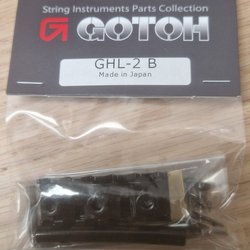 String Instruments Parts Collection
GOTOH
GHL-2 B
Made in Japan